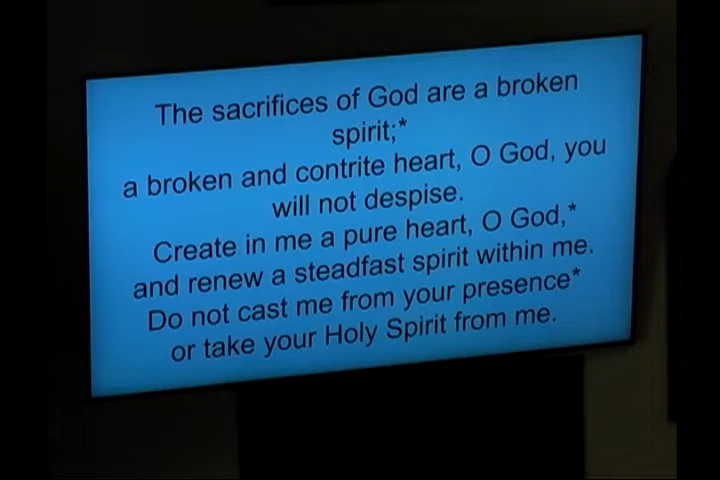 The sacrifices of God are a broken
spirit;*
a broken and contrite heart, O God, you
will not despise.
Create in me a pure heart, O God,*
and renew a steadfast spirit within me.
Do not cast me from your presence*
or take your Holy Spirit from me.